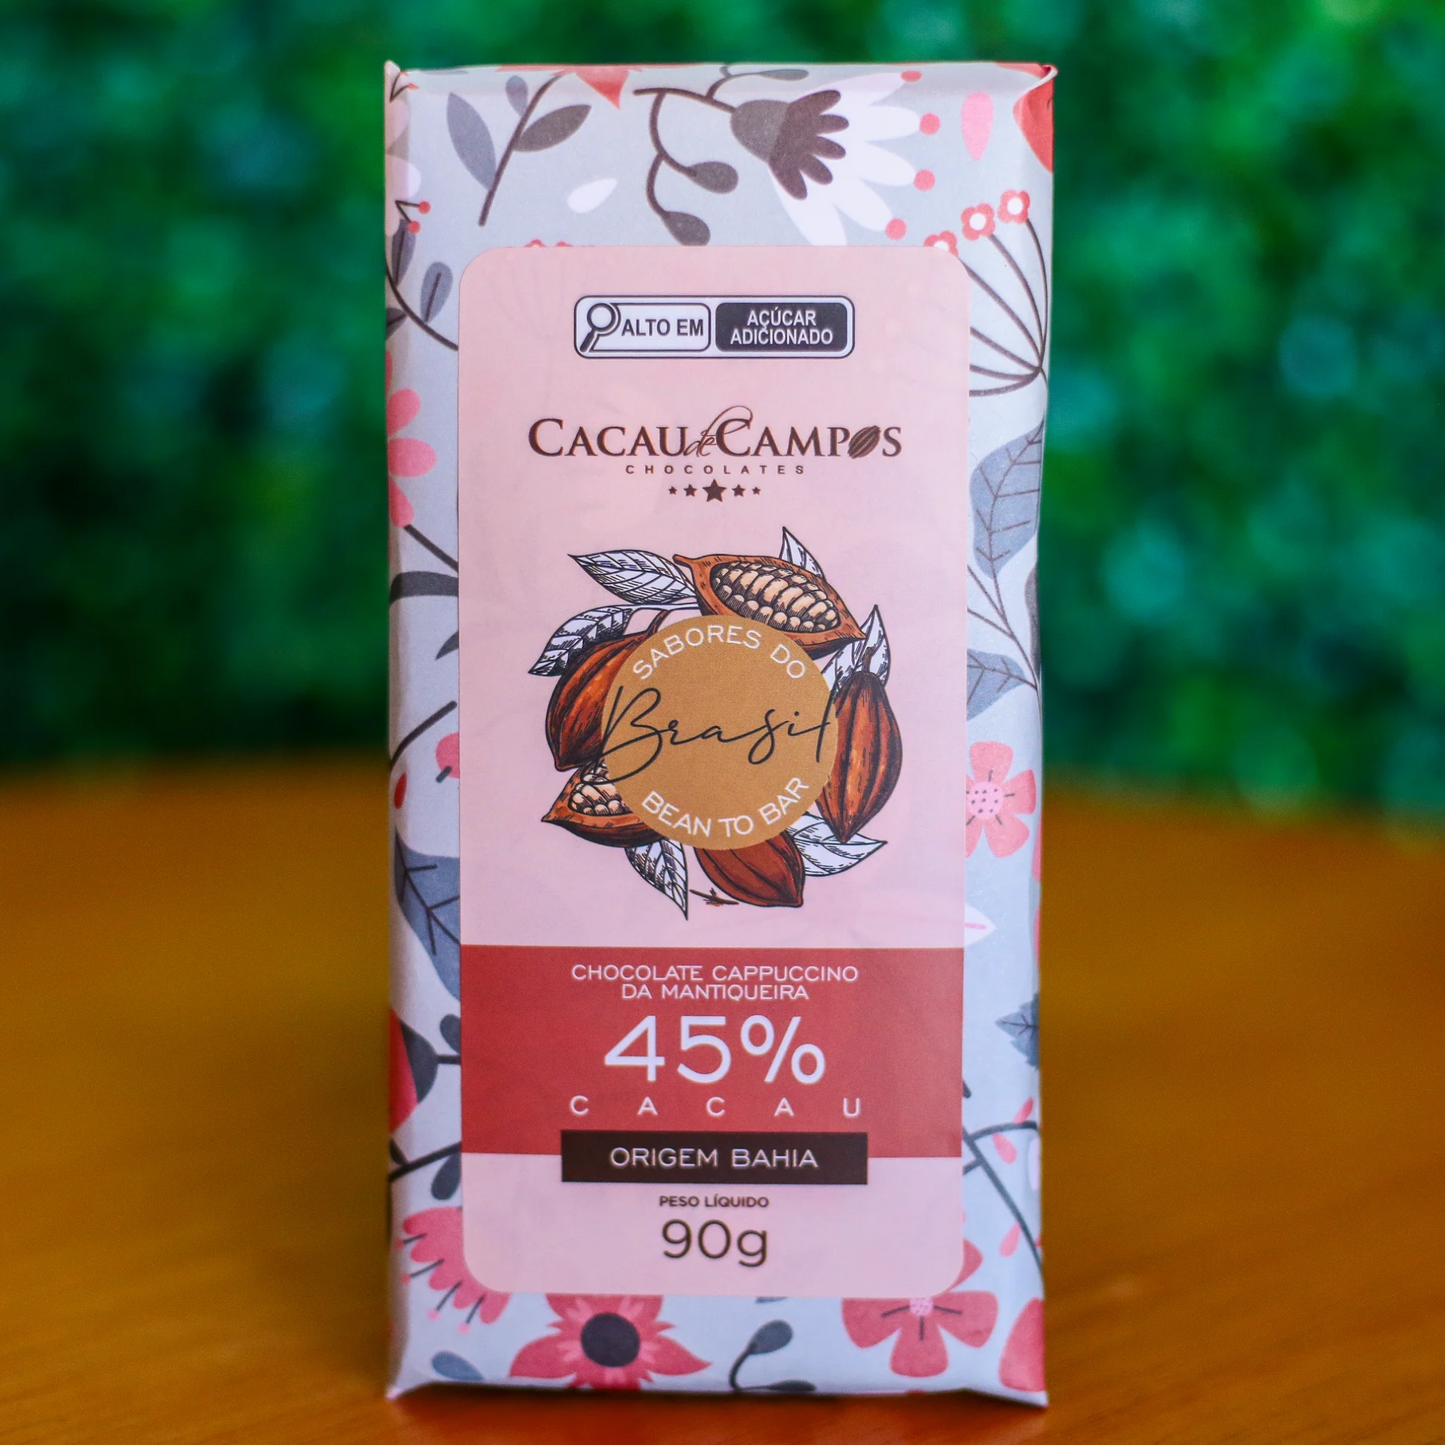 ALTO EM
AÇÚCAR
ADICIONADO
CACAU de CAMPOS
CHOCOLATES
SABORES DO
Brasil
BEAN TO BAR
CHOCOLATE CAPPUCCINO
DA MANTIQUEIRA
45%
CACAU
ORIGEM BAHIA
PESO LÍQUIDO
90g